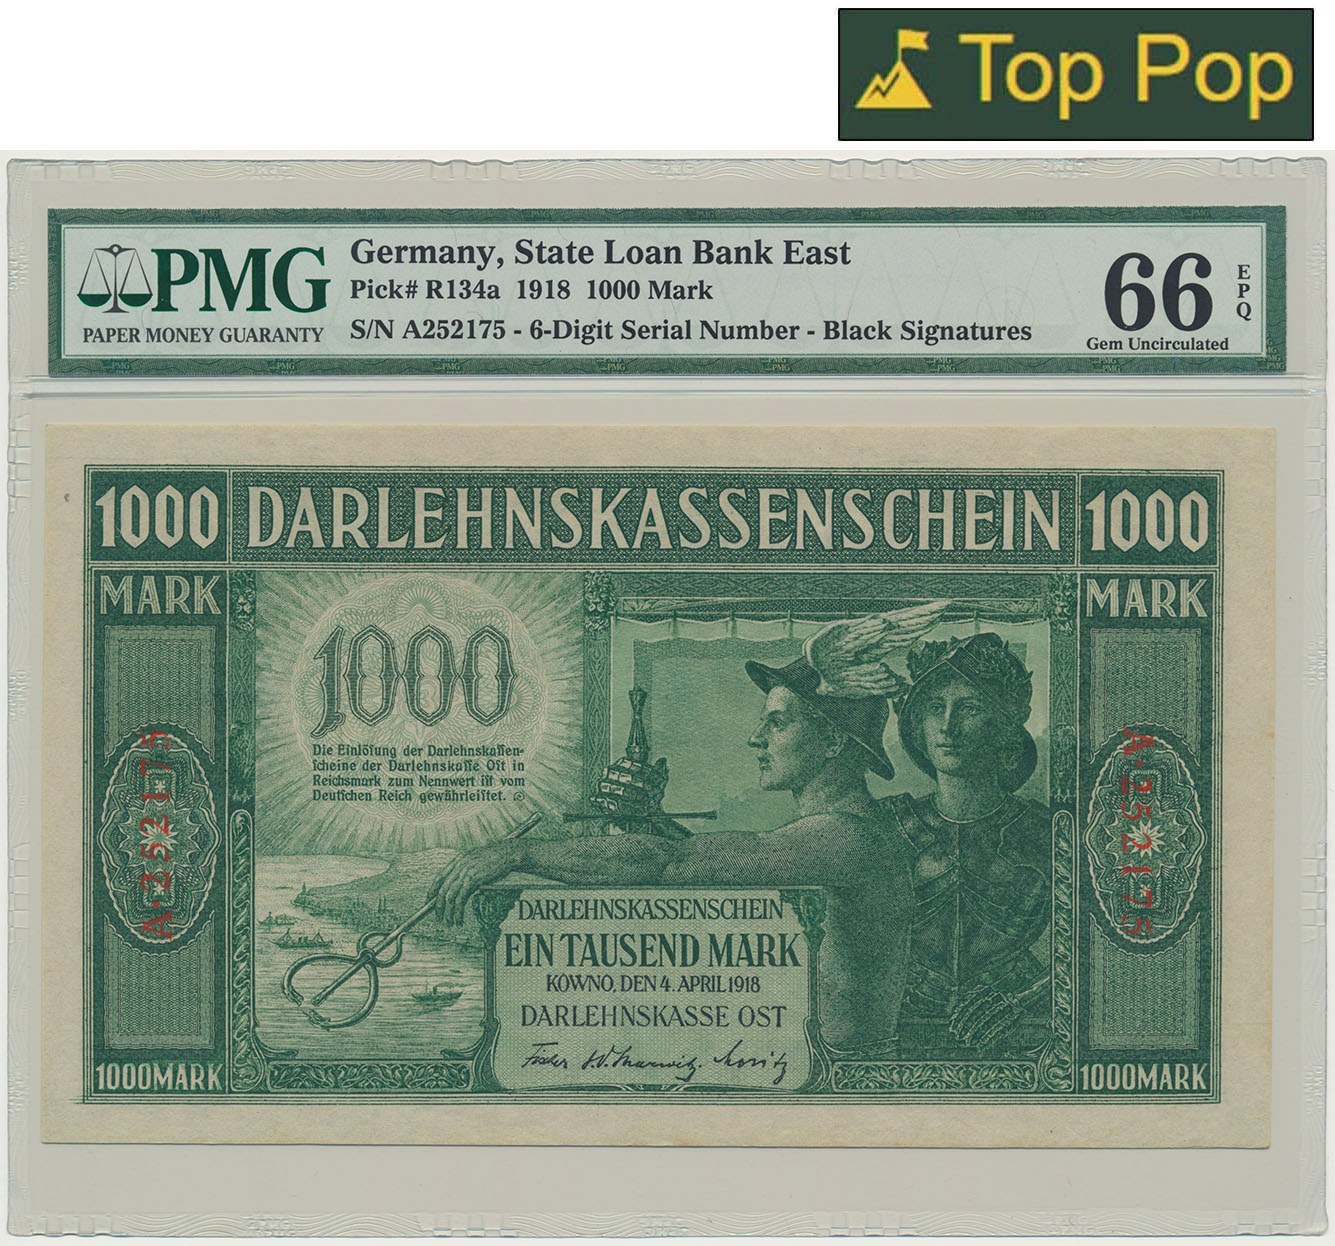 Top Pop
PMG
PAPER MONEY GUARANTY
Germany, State Loan Bank East
Pick# R134a 1918 1000 Mark
S/N A252175 - 6-Digit Serial Number - Black Signatures
66
EPQ
Gem Uncirculated
1000 DARLEHNSKASSENSCHEIN 1000
MARK MARK
1000
Die Einlöſung der Darlehnskaſſen-
ſcheine der Darlehnskaſſe Oſt in
Reichsmark zum Nennwert iſt vom
Deutſchen Reich gewährleiſtet.
A·252175
A·252175
DARLEHNSKASSENSCHEIN
EIN TAUSEND MARK
KOWNO, DEN 4. APRIL 1918
DARLEHNSKASSE OST
1000MARK 1000MARK